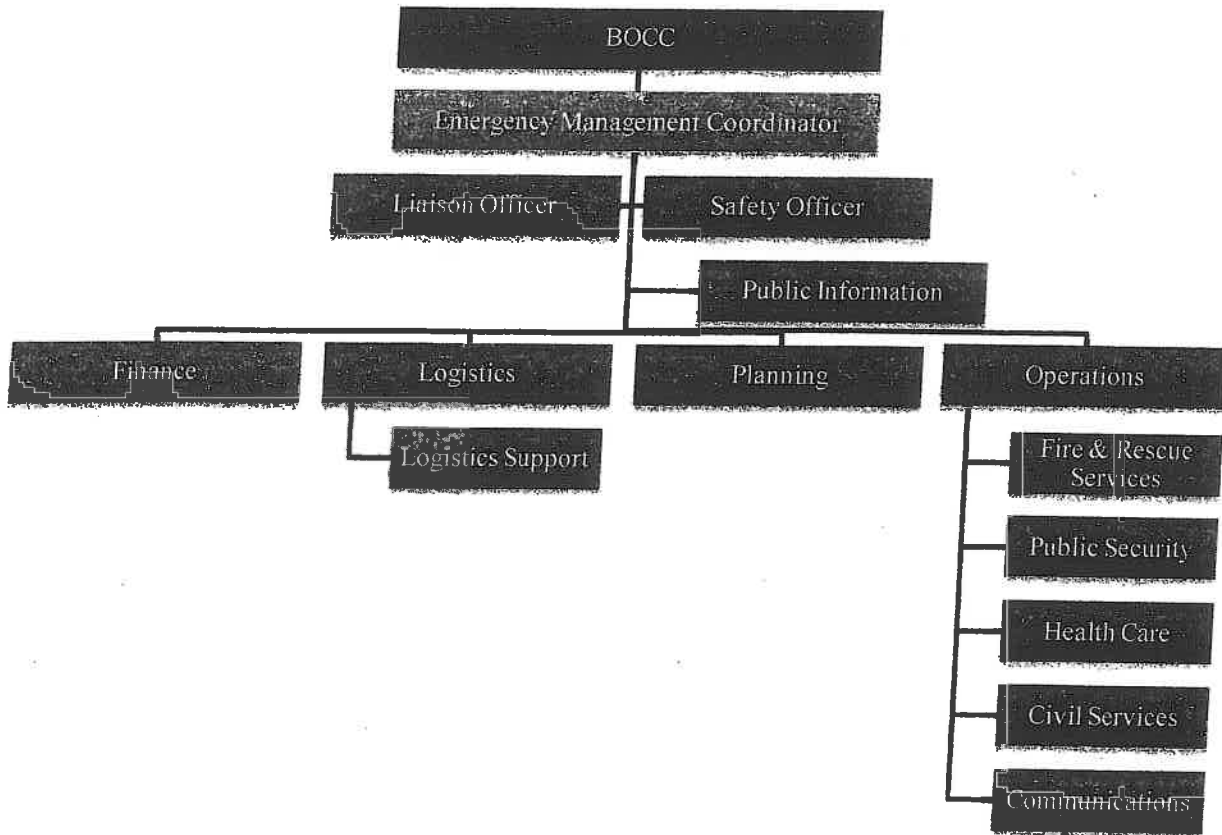 BOCC
Emergency Management Coordinator
Liaison Officer
Safety Officer
Public Information
Finance
Logistics
Planning
Operations
Logistics Support
Fire & Rescue
Services
Public Security
Health Care
Civil Services
Communications